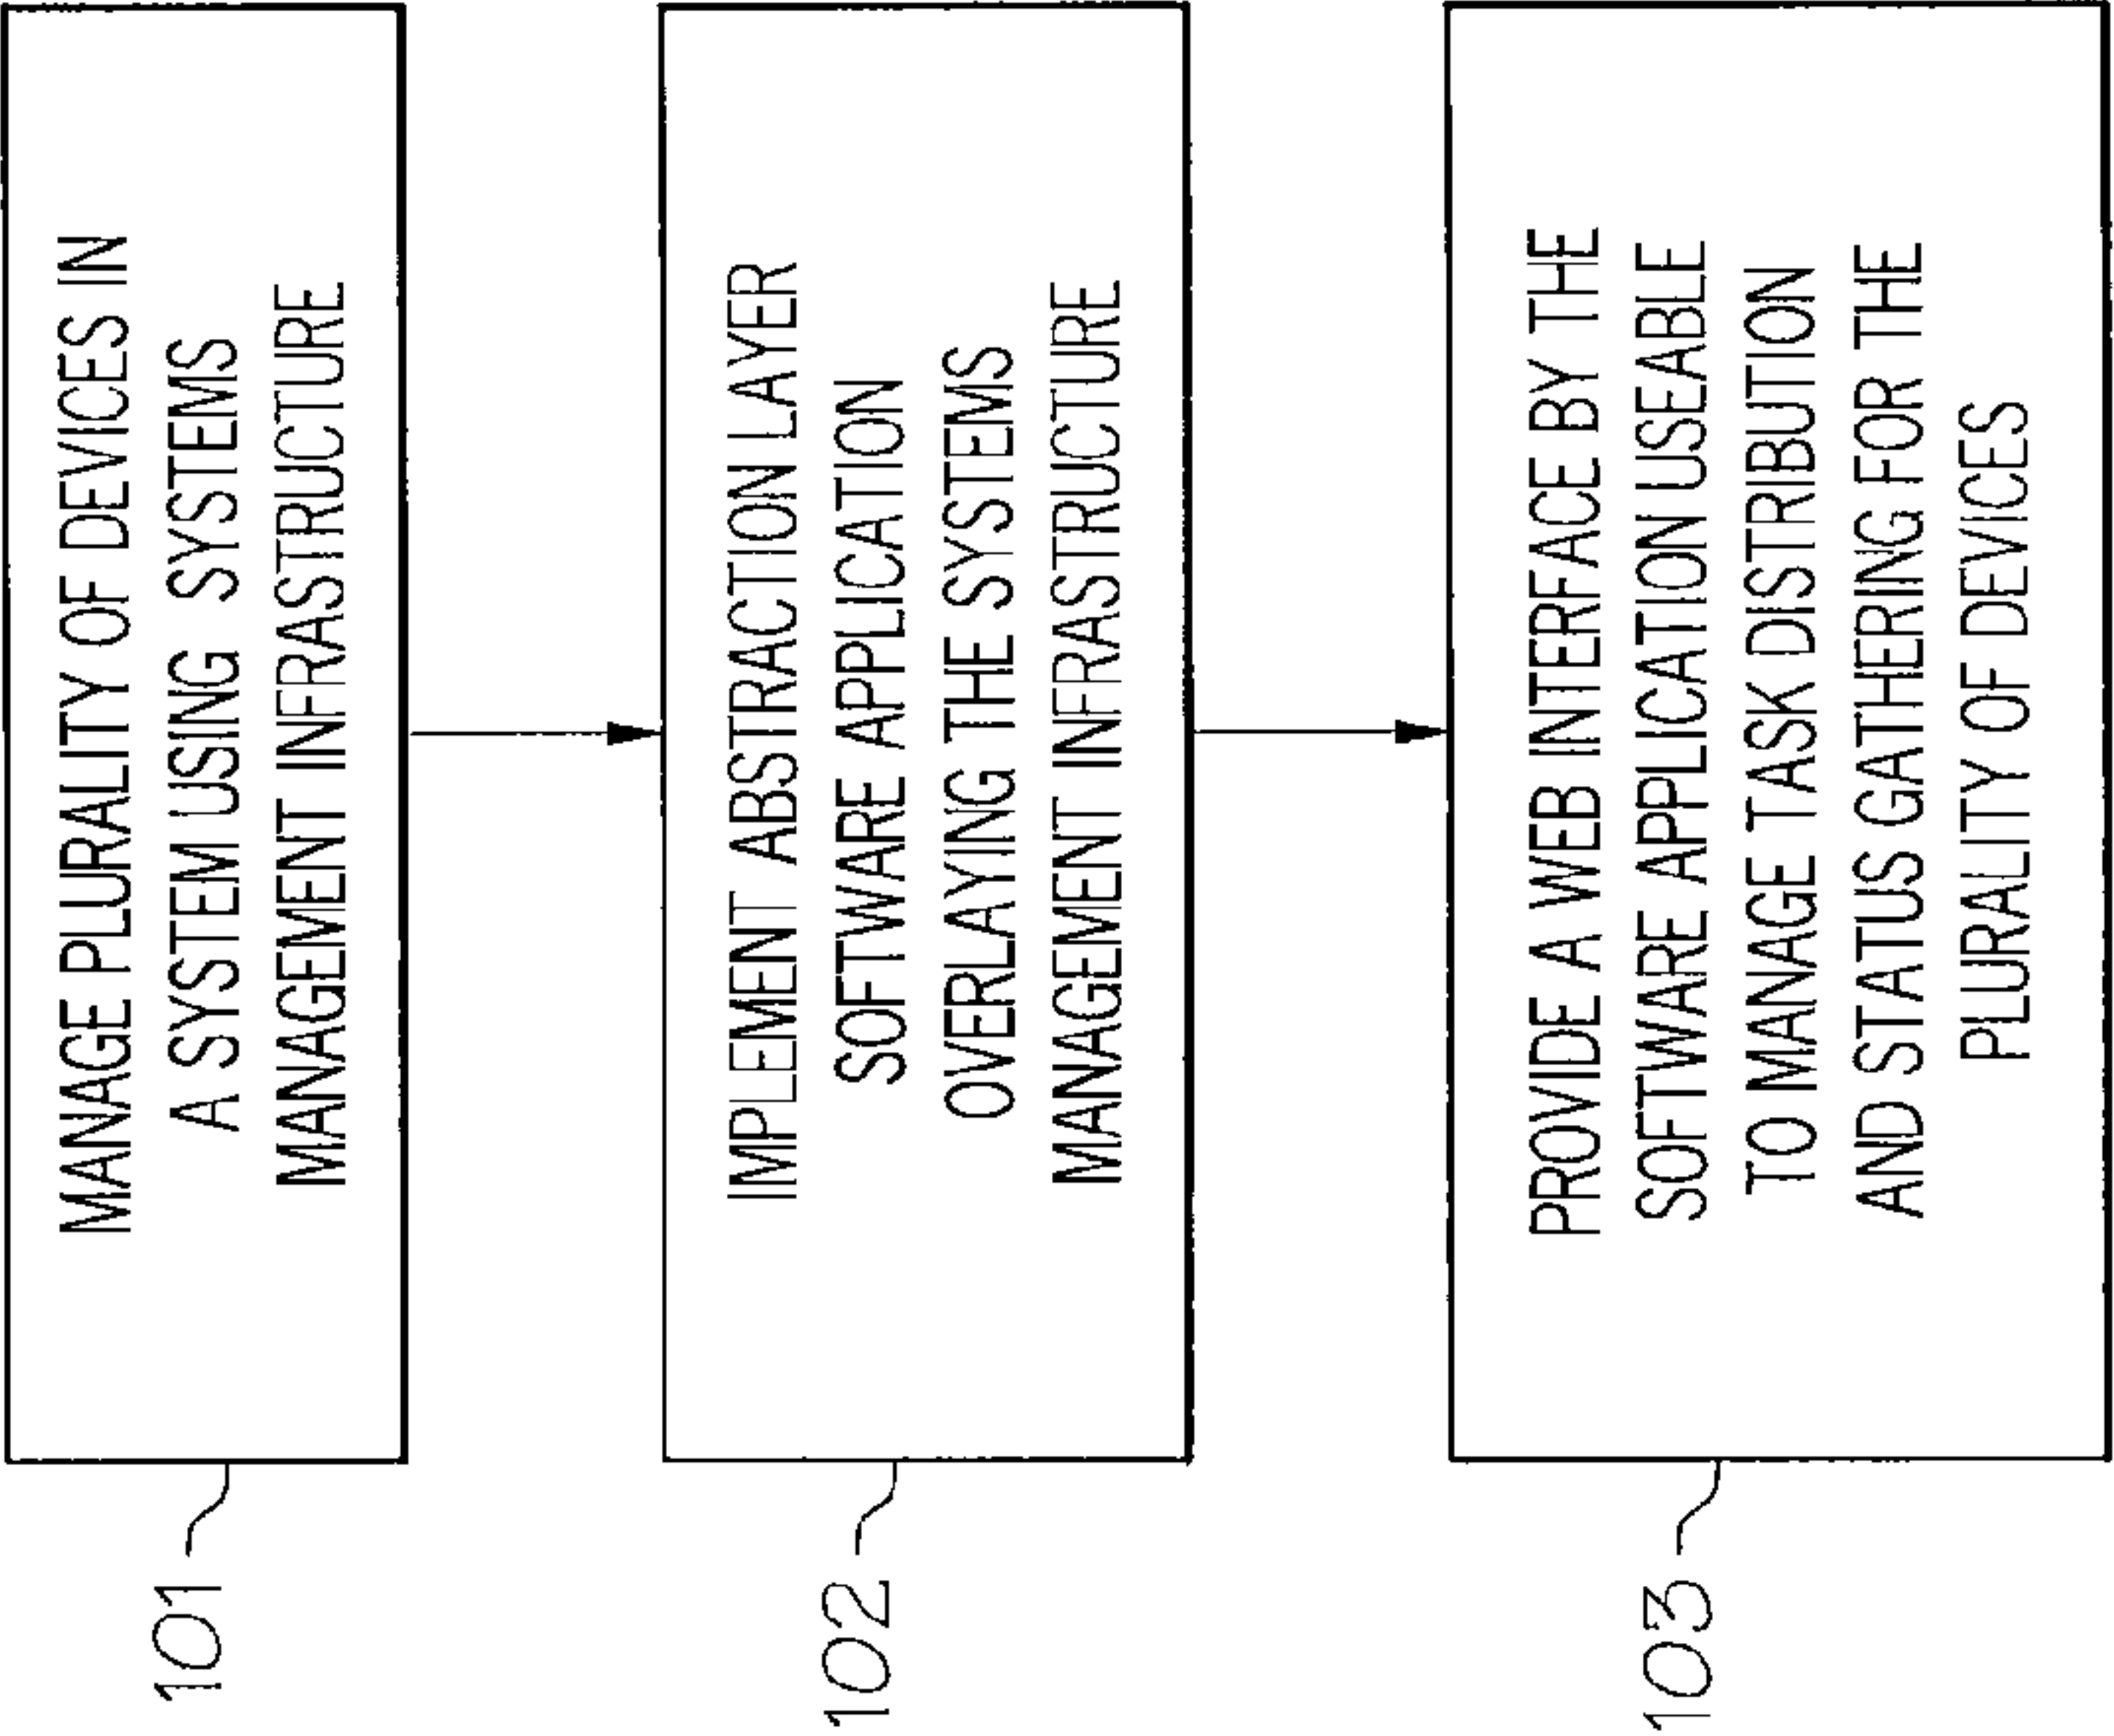 101
MANAGE PLURALITY OF DEVICES IN
A SYSTEM USING SYSTEMS
MANAGEMENT INFRASTRUCTURE
102
IMPLEMENT ABSTRACTION LAYER
SOFTWARE APPLICATION
OVERLAYING THE SYSTEMS
MANAGEMENT INFRASTRUCTURE
103
PROVIDE A WEB INTERFACE BY THE
SOFTWARE APPLICATION USEABLE
TO MANAGE TASK DISTRIBUTION
AND STATUS GATHERING FOR THE
PLURALITY OF DEVICES